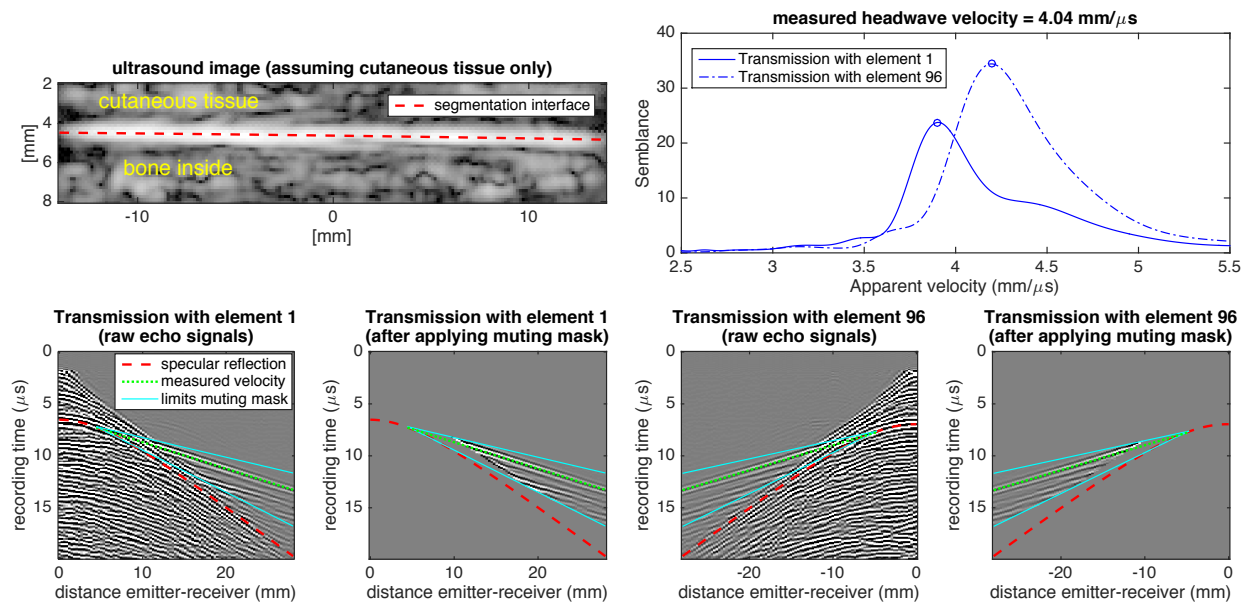 ultrasound image (assuming cutaneous tissue only)
2
4
6
8
[mm]
cutaneous tissue
segmentation interface
bone inside
-10
0
10
[mm]
measured headwave velocity = 4.04 mm/μs
40
30
20
10
0
Semblance
Transmission with element 1
Transmission with element 96
2.5
3
3.5
4
4.5
5
5.5
Apparent velocity (mm/μs)
Transmission with element 1
(raw echo signals)
0
5
10
15
recording time (μs)
specular reflection
measured velocity
limits muting mask
0
10
20
distance emitter-receiver (mm)
Transmission with element 1
(after applying muting mask)
0
5
10
15
recording time (μs)
0
10
20
distance emitter-receiver (mm)
Transmission with element 96
(raw echo signals)
0
5
10
15
recording time (μs)
-20
-10
0
distance emitter-receiver (mm)
Transmission with element 96
(after applying muting mask)
0
5
10
15
recording time (μs)
-20
-10
0
distance emitter-receiver (mm)